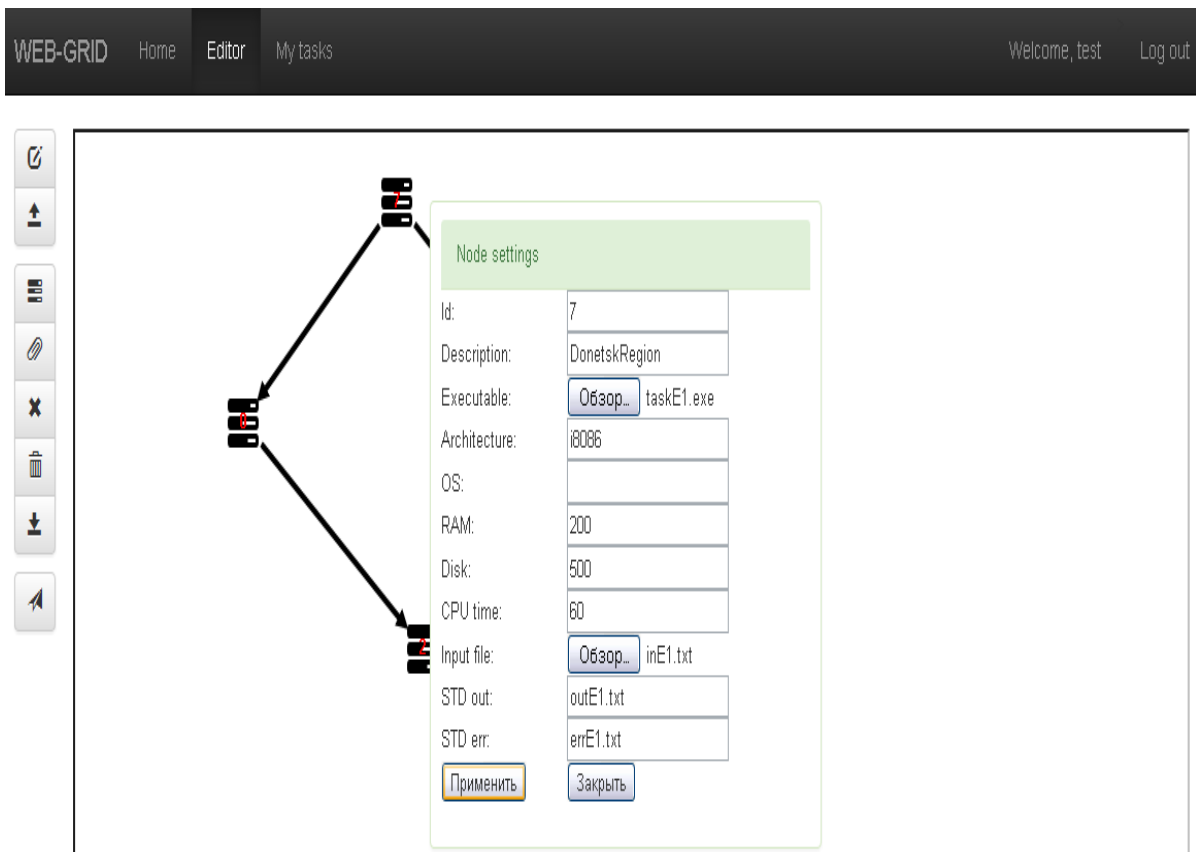 WEB-GRID Home Editor My tasks Welcome, test Log out
7
Node settings
Id: 7
Description: DonetskRegion
Executable: Обзор... taskE1.exe
Architecture: i8086
OS:
RAM: 200
Disk: 500
CPU time: 60
Input file: Обзор... inE1.txt
STD out: outE1.txt
STD err: errE1.txt
Применить Закрыть
2